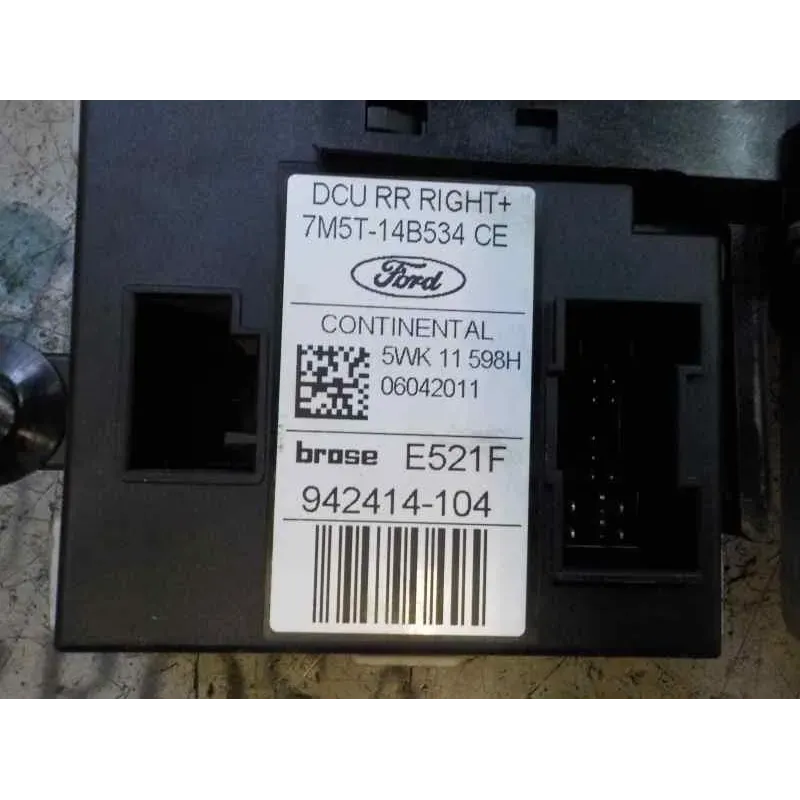 DCU RR RIGHT+
7M5T-14B534 CE
Ford
CONTINENTAL
5WK 11 598H
06042011
brose E521F
942414-104